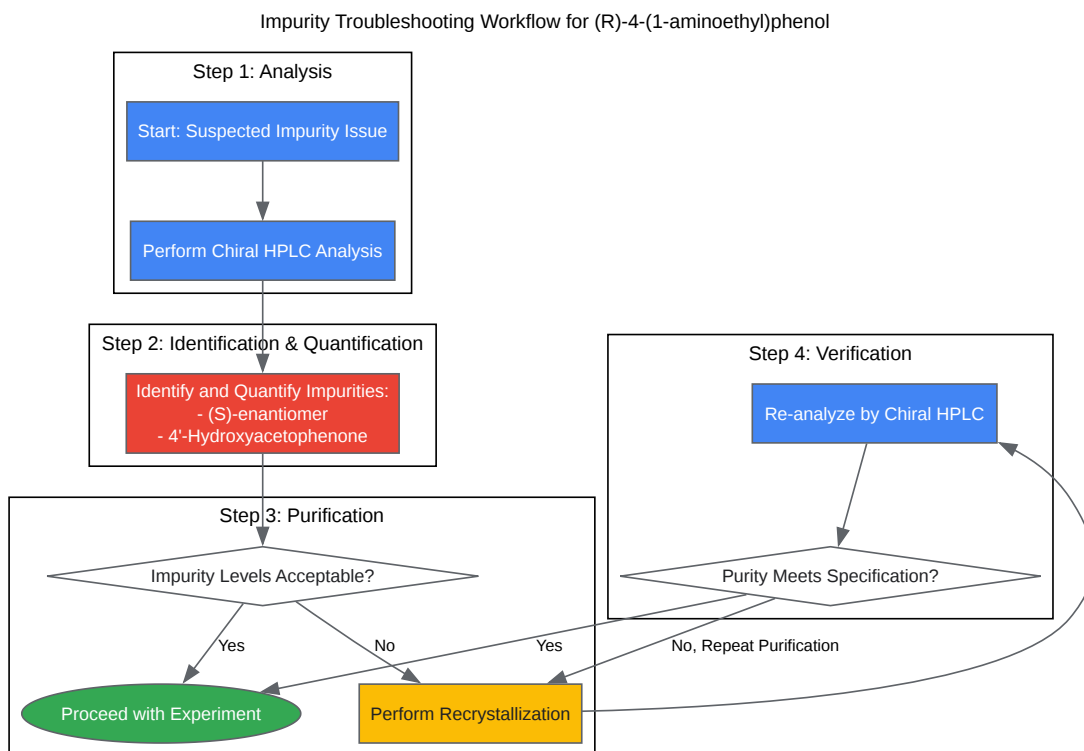 Impurity Troubleshooting Workflow for (R)-4-(1-aminoethyl)phenol
Step 1: Analysis
Start: Suspected Impurity Issue
Perform Chiral HPLC Analysis
Step 2: Identification & Quantification
Identify and Quantify Impurities:
- (S)-enantiomer
- 4'-Hydroxyacetophenone
Step 3: Purification
Impurity Levels Acceptable?
Yes
No
Proceed with Experiment
Perform Recrystallization
Step 4: Verification
Re-analyze by Chiral HPLC
Purity Meets Specification?
Yes
No, Repeat Purification